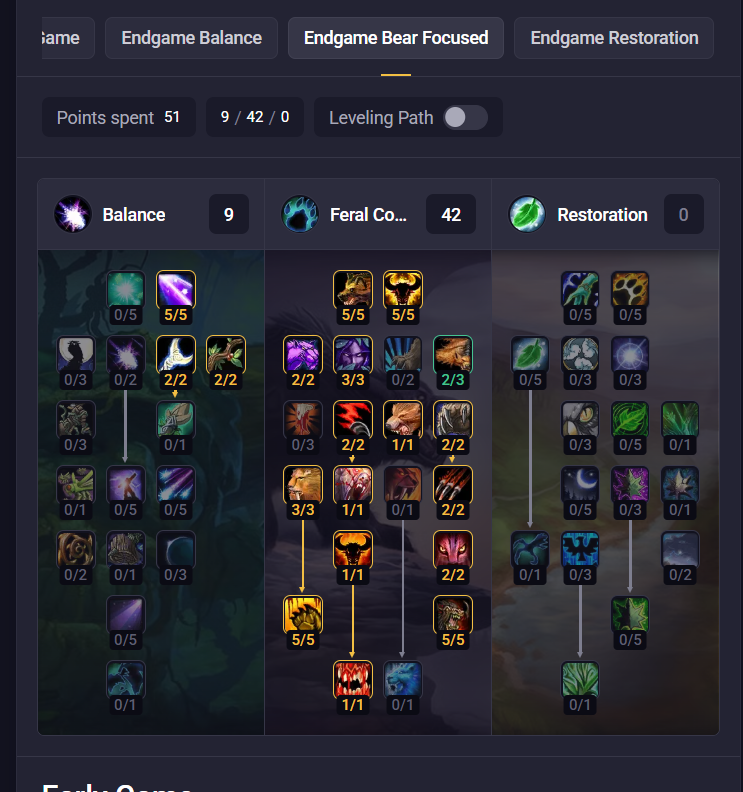 Game Endgame Balance Endgame Bear Focused Endgame Restoration
Points spent 51 9 / 42 / 0 Leveling Path
Balance 9 Feral Co... 42 Restoration 0
0/5 5/5 5/5 5/5 0/5 0/5
0/3 0/2 2/2 2/2 2/2 3/3 0/2 2/3 0/5 0/3 0/3
0/3 0/1 0/3 2/2 1/1 2/2 0/3 0/5 0/1
0/1 0/5 0/5 3/3 1/1 0/1 2/2 0/5 0/3 0/1
0/2 0/1 0/3 1/1 2/2 0/1 0/3 0/2
0/5 5/5 5/5 0/5
0/1 1/1 0/1 0/1